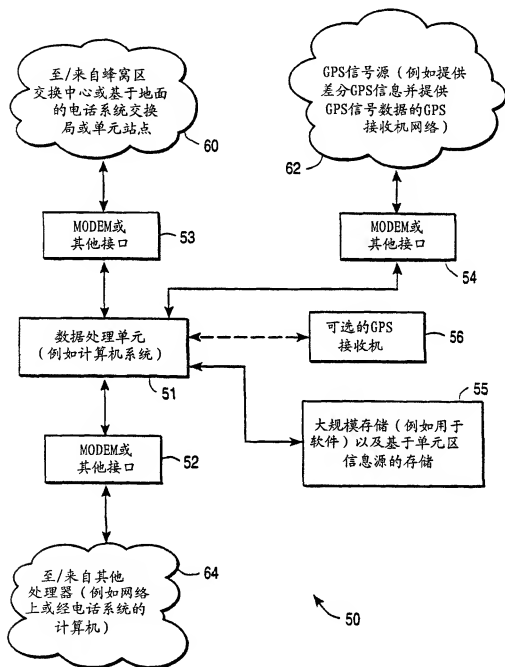 至/来自蜂窝区
交换中心或基于地面
的电话系统交换
局或单元站点
60
GPS信号源（例如提供
差分GPS信息并提供
GPS信号数据的GPS
接收机网络）
62
MODEM或
其他接口
53
MODEM或
其他接口
54
数据处理单元
（例如计算机系统）
51
可选的GPS
接收机
56
55
大规模存储（例如用于
软件）以及基于单元区
信息源的存储
MODEM或
其他接口
52
64
至/来自其他
处理器（例如网络
上或经电话系统的
计算机）
50